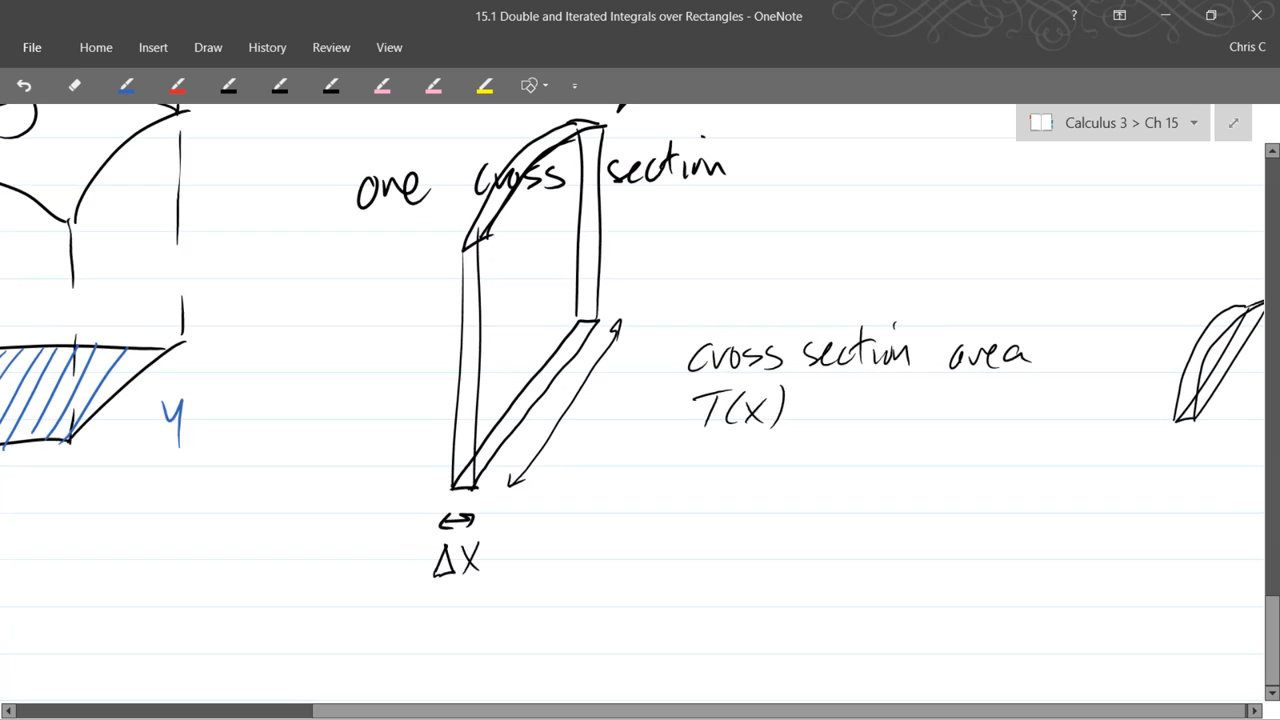 15.1 Double and Iterated Integrals over Rectangles - OneNote
?
File Home Insert Draw History Review View
Chris C
Calculus 3 > Ch 15
one cross section
cross section area
T(x)
y
Δx